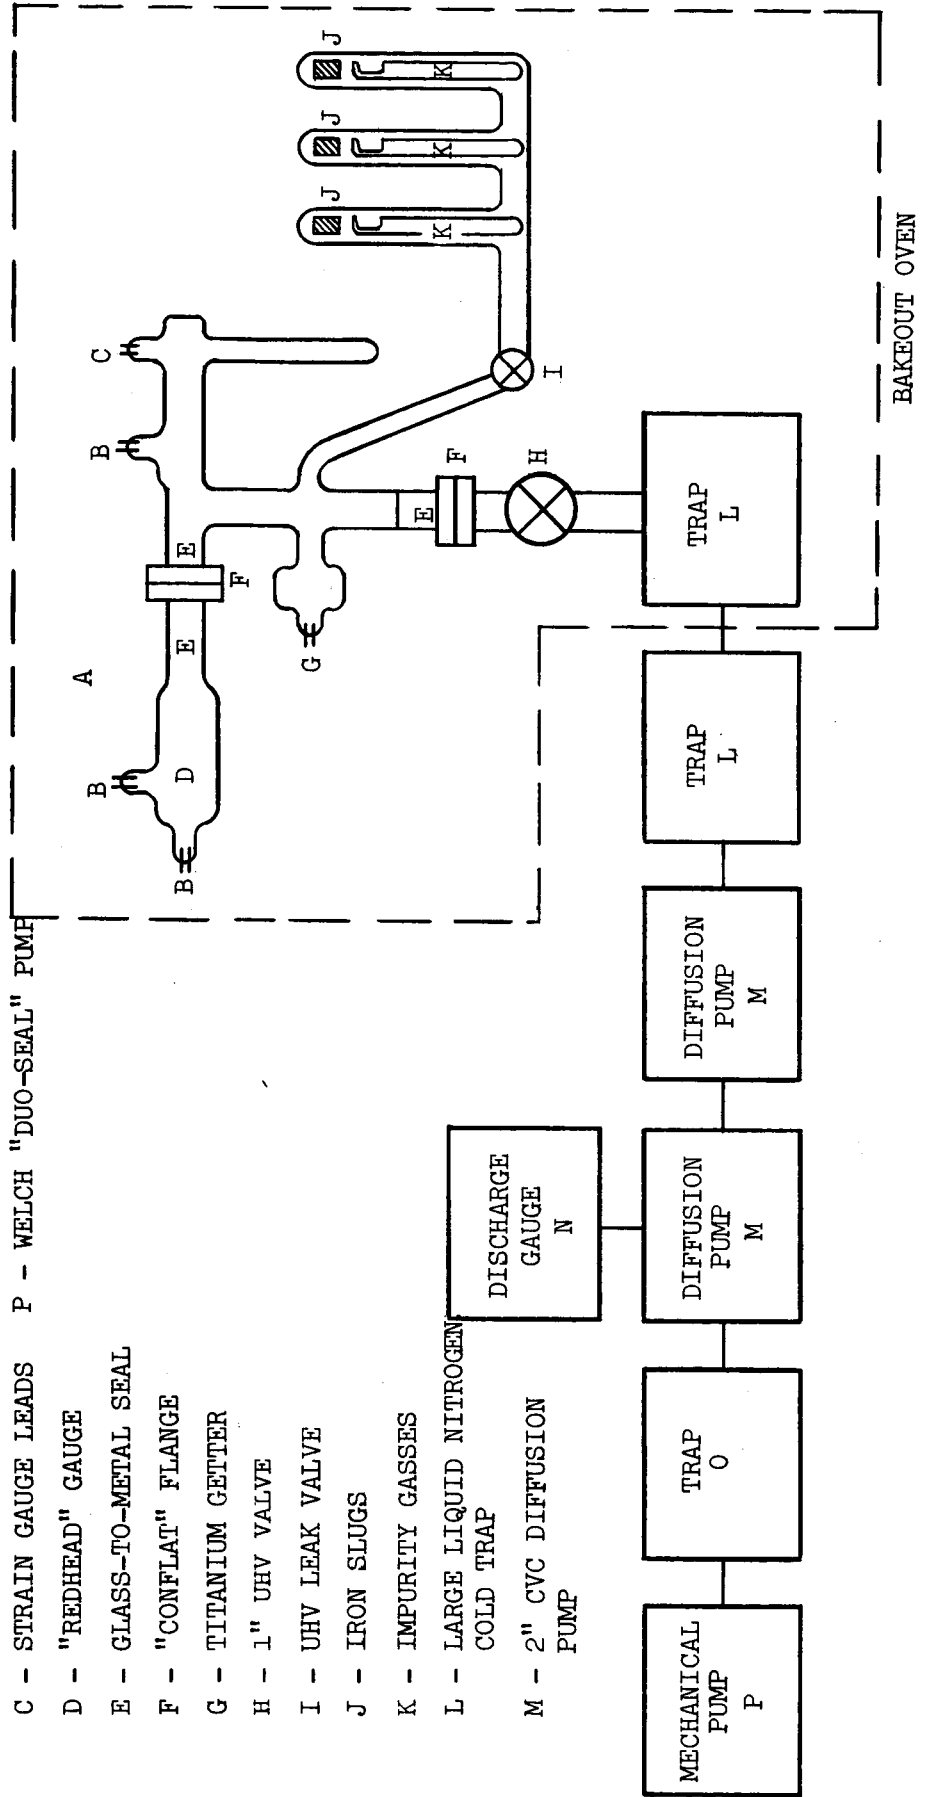 C - STRAIN GAUGE LEADS
P - WELCH "DUO-SEAL" PUMP
D - "REDHEAD" GAUGE
E - GLASS-TO-METAL SEAL
F - "CONFLAT" FLANGE
G - TITANIUM GETTER
H - 1" UHV VALVE
I - UHV LEAK VALVE
J - IRON SLUGS
K - IMPURITY GASSES
L - LARGE LIQUID NITROGEN
COLD TRAP
M - 2" CVC DIFFUSION
PUMP
B
B
B
C
A
D
E
E
F
G
J
J
J
K
K
K
I
E
F
H
MECHANICAL
PUMP
P
TRAP
O
DISCHARGE
GAUGE
N
DIFFUSION
PUMP
M
DIFFUSION
PUMP
M
TRAP
L
TRAP
L
BAKEOUT OVEN